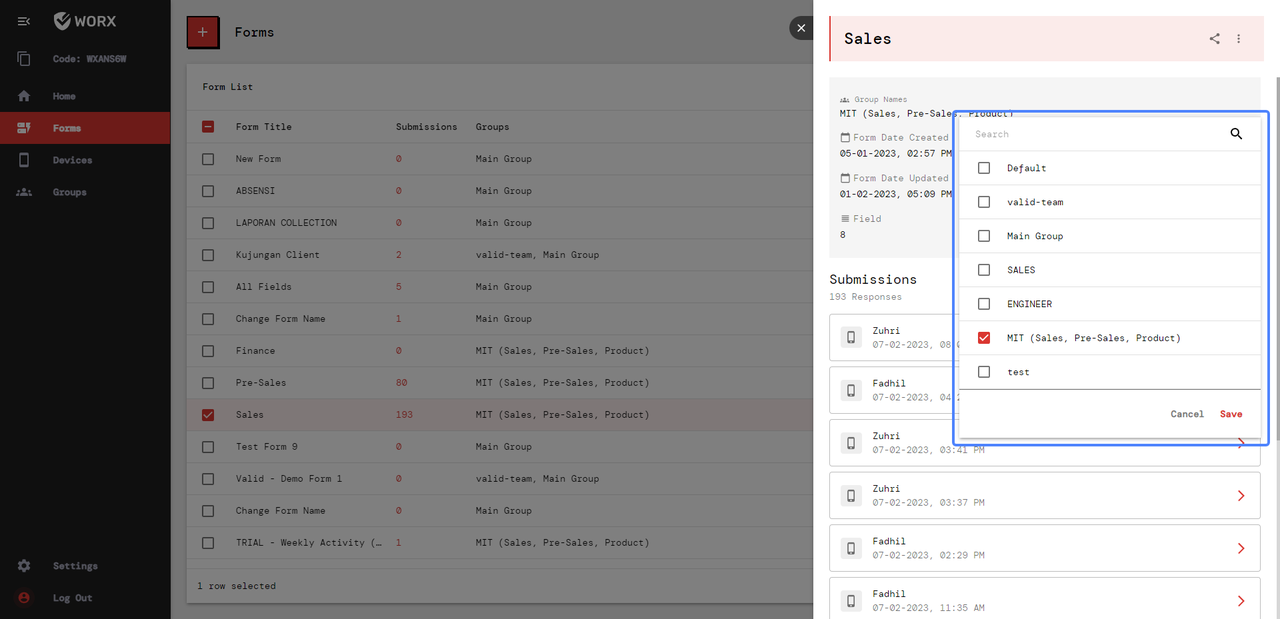 WORX
Code: WXANS6W
Home
Forms
Devices
Groups
Settings
Log Out
+ Forms
Form List
Form Title Submissions Groups
New Form 0 Main Group
ABSENSI 0 Main Group
LAPORAN COLLECTION 0 Main Group
Kujungan Client 2 valid-team, Main Group
All Fields 5 Main Group
Change Form Name 1 Main Group
Finance 0 MIT (Sales, Pre-Sales, Product)
Pre-Sales 80 MIT (Sales, Pre-Sales, Product)
Sales 193 MIT (Sales, Pre-Sales, Product)
Test Form 9 0 Main Group
Valid - Demo Form 1 0 valid-team, Main Group
Change Form Name 0 Main Group
TRIAL - Weekly Activity (… 1 MIT (Sales, Pre-Sales, Product)
1 row selected
Sales
Group Names
MIT (Sales, Pre-Sales, Product)
Form Date Created
05-01-2023, 02:57 PM
Form Date Updated
01-02-2023, 05:09 PM
Field
8
Search
Default
valid-team
Main Group
SALES
ENGINEER
MIT (Sales, Pre-Sales, Product)
test
Cancel Save
Submissions
193 Responses
Zuhri
07-02-2023,
Fadhil
07-02-2023,
Zuhri
07-02-2023, 03:41 PM
Zuhri
07-02-2023, 03:37 PM
Fadhil
07-02-2023, 02:29 PM
Fadhil
07-02-2023, 11:35 AM